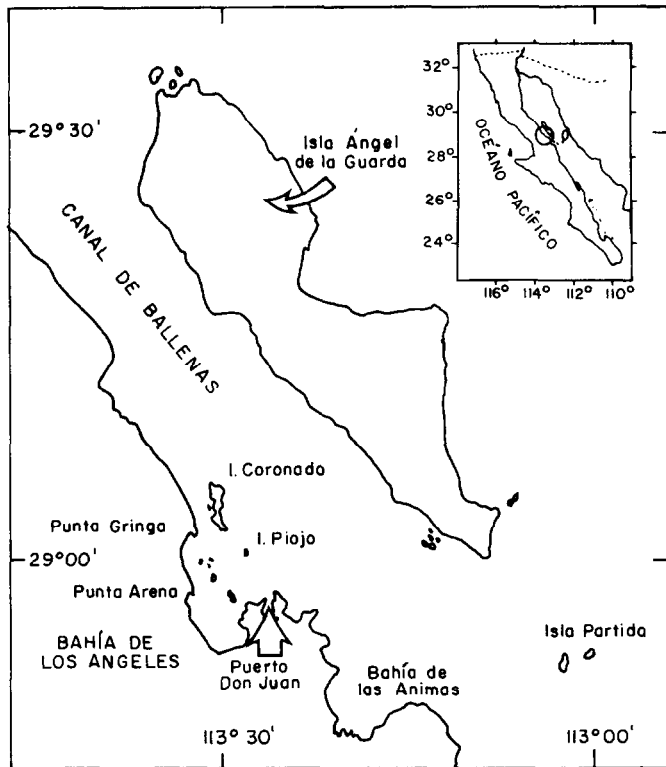 29° 30'
Isla Ángel
de la Guarda
CANAL DE BALLENAS
32°
30°
28°
26°
24°
OCÉANO PACÍFICO
116° 114° 112° 110°
I. Coronado
Punta Gringa
I. Piojo
29° 00'
Punta Arena
BAHÍA DE
LOS ANGELES
Puerto
Don Juan
Bahía de
las Animas
Isla Partida
113° 30'
113° 00'